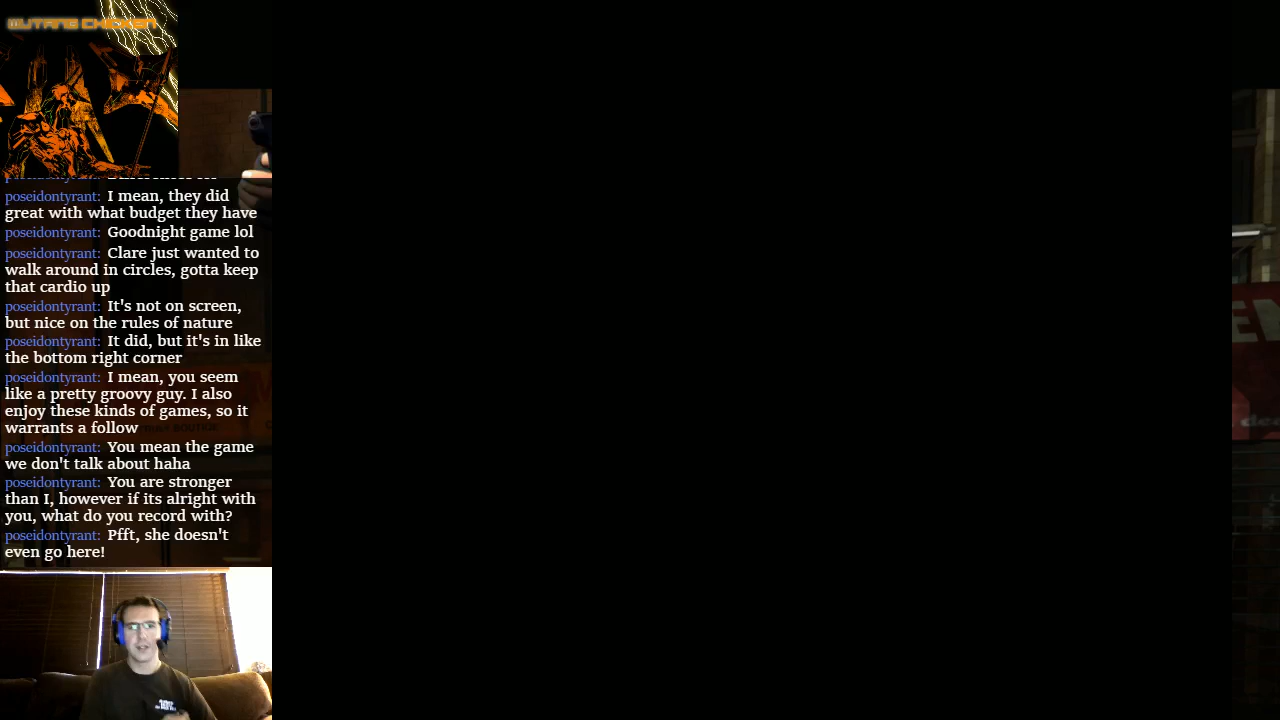 WUTANG CHICKEN
poseidontyrant: I mean, they did
great with what budget they have
poseidontyrant: Goodnight game lol
poseidontyrant: Clare just wanted to
walk around in circles, gotta keep
that cardio up
poseidontyrant: It's not on screen,
but nice on the rules of nature
poseidontyrant: It did, but it's in like
the bottom right corner
poseidontyrant: I mean, you seem
like a pretty groovy guy. I also
enjoy these kinds of games, so it
warrants a follow
poseidontyrant: You mean the game
we don't talk about haha
poseidontyrant: You are stronger
than I, however if its alright with
you, what do you record with?
poseidontyrant: Pfft, she doesn't
even go here!